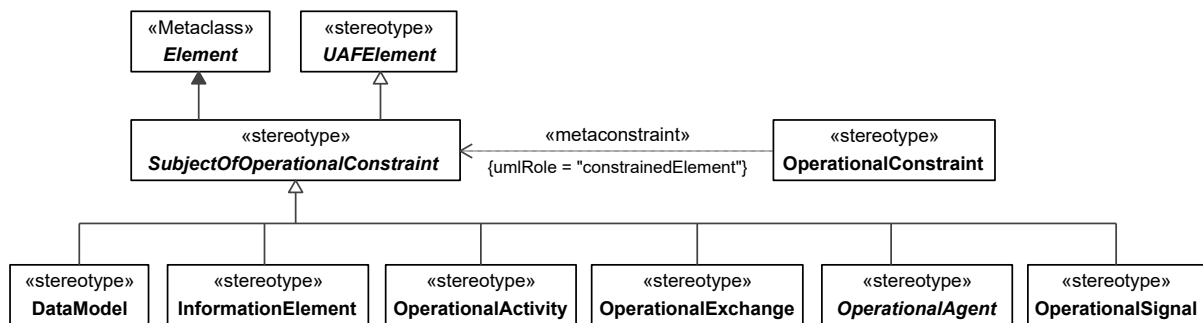 «Metaclass»
Element
«stereotype»
UAFElement
«stereotype»
SubjectOfOperationalConstraint
«metaconstraint»
{umlRole = "constrainedElement"}
«stereotype»
OperationalConstraint
«stereotype»
DataModel
«stereotype»
InformationElement
«stereotype»
OperationalActivity
«stereotype»
OperationalExchange
«stereotype»
OperationalAgent
«stereotype»
OperationalSignal